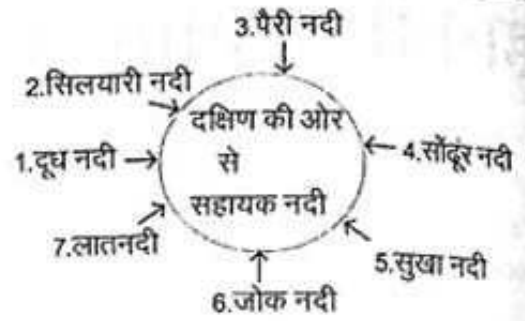 3.पैरी नदी
2.सिलयारी नदी
दक्षिण की ओर
से
सहायक नदी
1.दूध नदी
4.सोंढूर नदी
7.लातनदी
5.सुखा नदी
6.जोक नदी